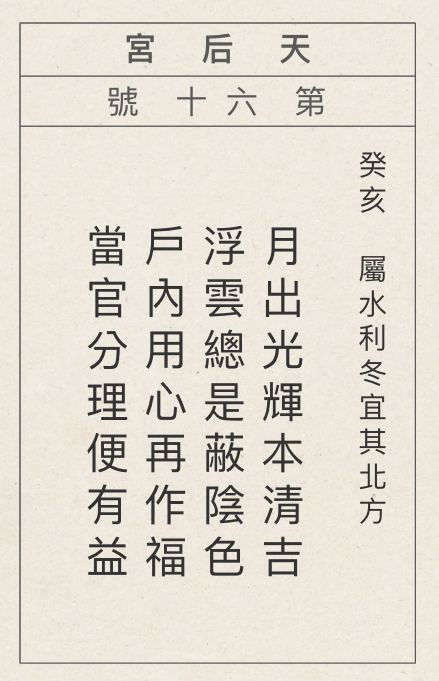 天后宮
第六十號
癸亥　屬水利冬宜其北方
月出光輝本清吉
浮雲總是蔽陰色
戶內用心再作福
當官分理便有益